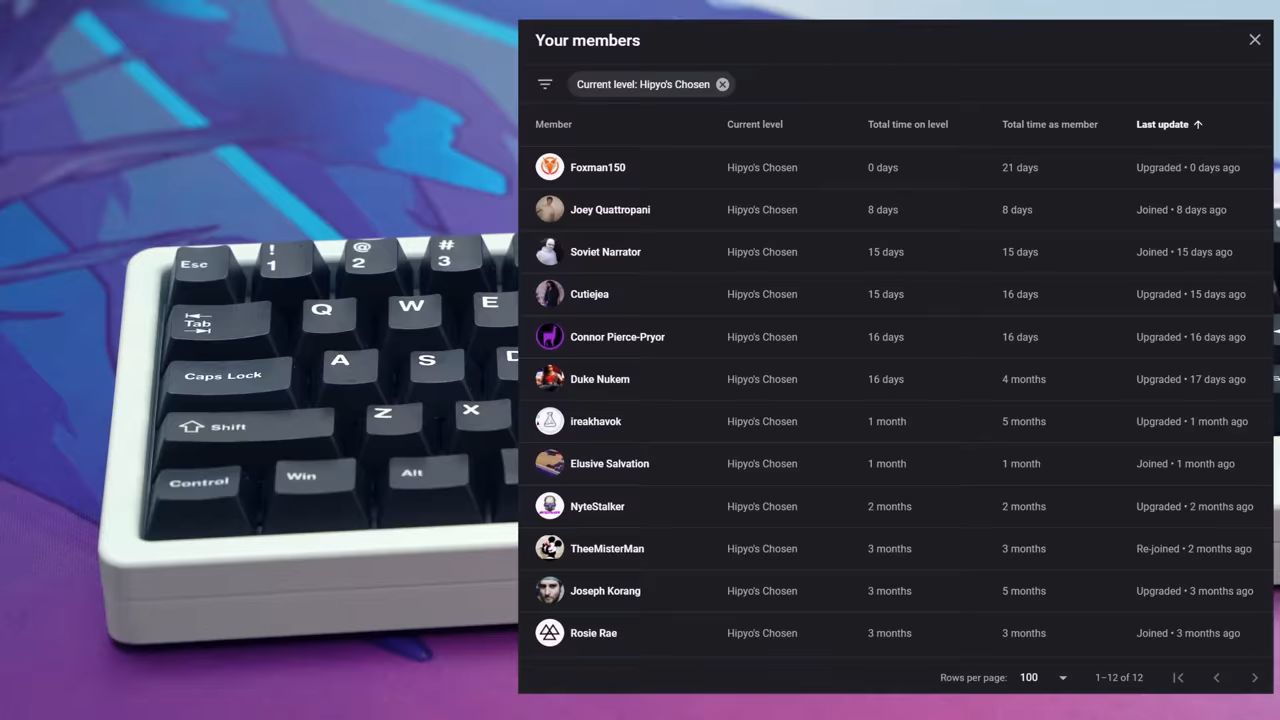 Your members
Current level: Hipyo's Chosen
Member Current level Total time on level Total time as member Last update
Foxman150 Hipyo's Chosen 0 days 21 days Upgraded • 0 days ago
Joey Quattropani Hipyo's Chosen 8 days 8 days Joined • 8 days ago
Soviet Narrator Hipyo's Chosen 15 days 15 days Joined • 15 days ago
Cutiejea Hipyo's Chosen 15 days 16 days Upgraded • 15 days ago
Connor Pierce-Pryor Hipyo's Chosen 16 days 16 days Upgraded • 16 days ago
Duke Nukem Hipyo's Chosen 16 days 4 months Upgraded • 17 days ago
ireakhavok Hipyo's Chosen 1 month 5 months Upgraded • 1 month ago
Elusive Salvation Hipyo's Chosen 1 month 1 month Joined • 1 month ago
NyteStalker Hipyo's Chosen 2 months 2 months Upgraded • 2 months ago
TheeMisterMan Hipyo's Chosen 3 months 3 months Re-joined • 2 months ago
Joseph Korang Hipyo's Chosen 3 months 5 months Upgraded • 3 months ago
Rosie Rae Hipyo's Chosen 3 months 3 months Joined • 3 months ago
Rows per page: 100 1–12 of 12
Esc ! 1 @ 2 # 3
Tab Q W E
Caps Lock A S D
Shift Z X
Control Win Alt